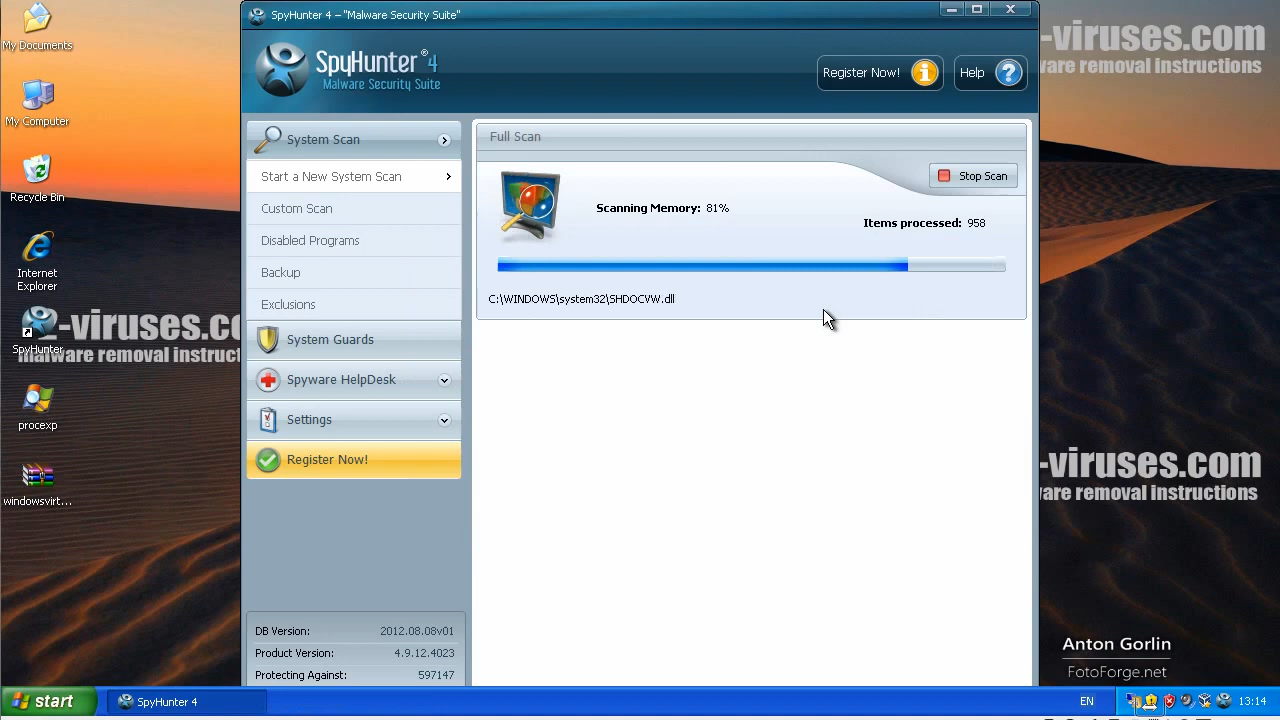 My Documents
My Computer
Recycle Bin
Internet
Explorer
SpyHunter
procexp
windowsvirt...
-viruses.co
malware removal instruct
SpyHunter 4 – "Malware Security Suite"
SpyHunter® 4
Malware Security Suite
Register Now!
Help
System Scan
Start a New System Scan
Custom Scan
Disabled Programs
Backup
Exclusions
System Guards
Spyware HelpDesk
Settings
Register Now!
DB Version: 2012.08.08v01
Product Version: 4.9.12.4023
Protecting Against: 597147
Full Scan
Stop Scan
Scanning Memory: 81%
Items processed: 958
C:\WINDOWS\system32\SHDOCVW.dll
-viruses.com
ware removal instructions
-viruses.com
ware removal instructions
Anton Gorlin
FotoForge.net
start
SpyHunter 4
EN
13:14